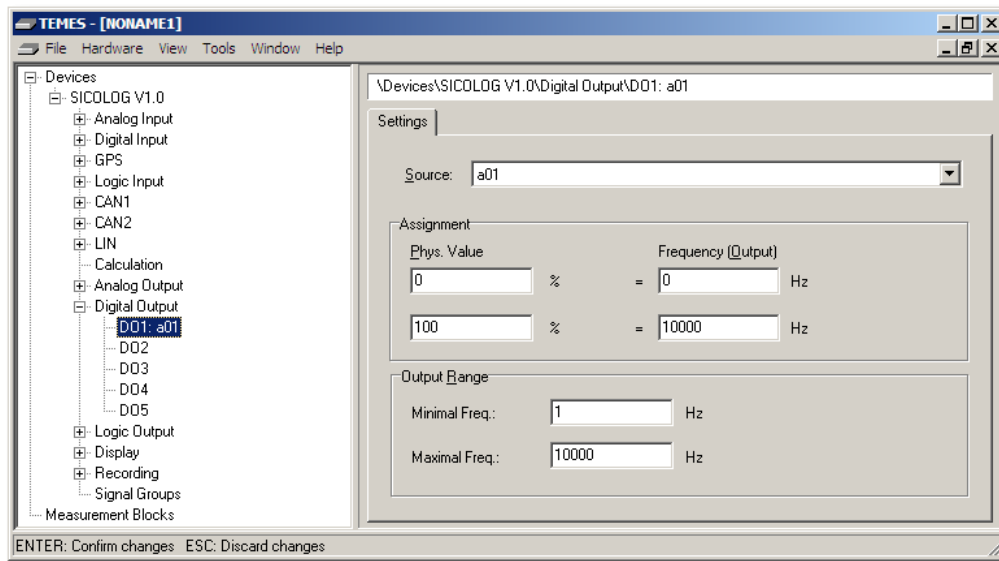 TEMES - [NONAME1]
File Hardware View Tools Window Help
Devices
SICOLOG V1.0
Analog Input
Digital Input
GPS
Logic Input
CAN1
CAN2
LIN
Calculation
Analog Output
Digital Output
DO1: a01
DO2
DO3
DO4
DO5
Logic Output
Display
Recording
Signal Groups
Measurement Blocks
\Devices\SICOLOG V1.0\Digital Output\DO1: a01
Settings
Source: a01
Assignment
Phys. Value Frequency (Output)
0 % = 0 Hz
100 % = 10000 Hz
Output Range
Minimal Freq.: 1 Hz
Maximal Freq.: 10000 Hz
ENTER: Confirm changes ESC: Discard changes